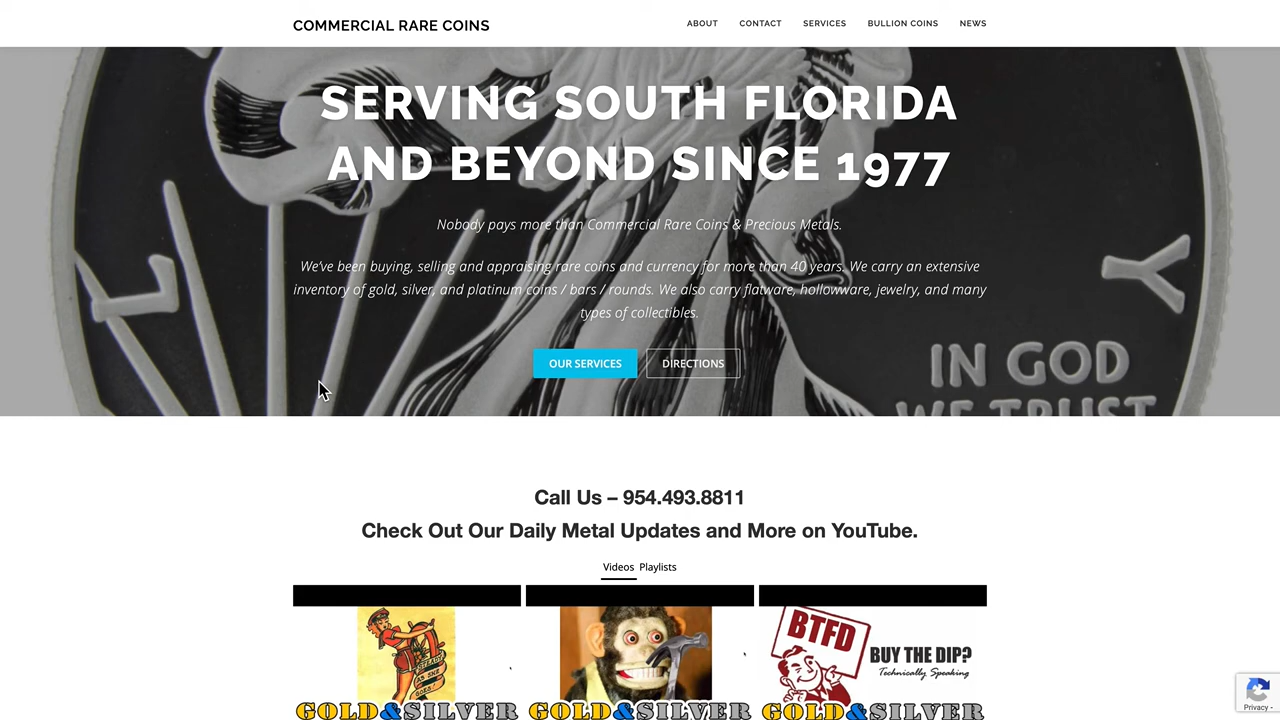 COMMERCIAL RARE COINS
ABOUT CONTACT SERVICES BULLION COINS NEWS
SERVING SOUTH FLORIDA
AND BEYOND SINCE 1977
Nobody pays more than Commercial Rare Coins & Precious Metals.
We've been buying, selling and appraising rare coins and currency for more than 40 years. We carry an extensive
inventory of gold, silver, and platinum coins / bars / rounds. We also carry flatware, hollowware, jewelry, and many
types of collectibles.
OUR SERVICES DIRECTIONS
L
Y
IN GOD
WE TRUST
Call Us – 954.493.8811
Check Out Our Daily Metal Updates and More on YouTube.
Videos Playlists
STEADY
AS SHE
GOES!
BTFD
BUY THE DIP?
Technically Speaking
GOLD&SILVER GOLD&SILVER GOLD&SILVER
Privacy -